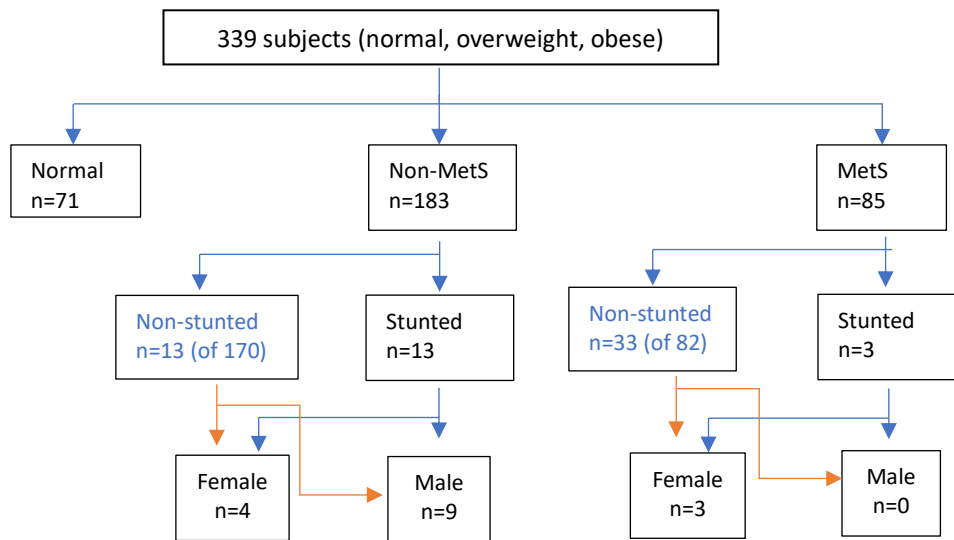 339 subjects (normal, overweight, obese)
Normal
n=71
Non-MetS
n=183
MetS
n=85
Non-stunted
n=13 (of 170)
Stunted
n=13
Non-stunted
n=33 (of 82)
Stunted
n=3
Female
n=4
Male
n=9
Female
n=3
Male
n=0